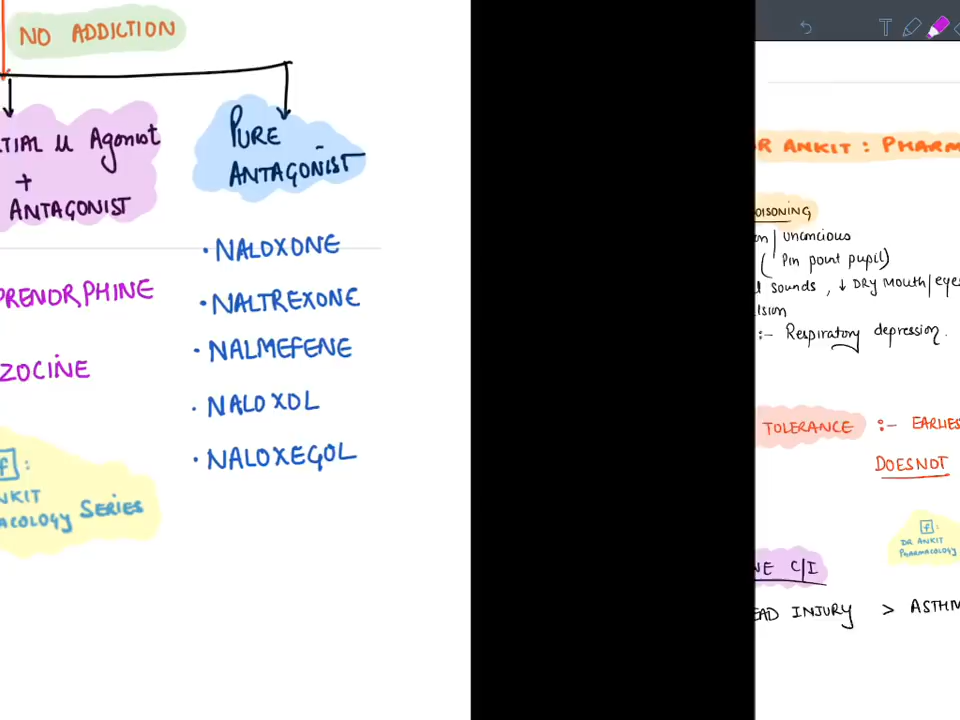 NO ADDICTION
TIAL µ Agonist
+
ANTAGONIST
PURE
ANTAGONIST
PRENORPHINE
ZOCINE
• NALOXONE
• NALTREXONE
• NALMEFENE
• NALOXOL
• NALOXEGOL
f :
NKIT
ACOLOGY SERIES
T
R ANKIT : PHARM
OISONING
on / unconcious
( Pin point pupil)
l sounds , ↓ DRY MOUTH/eyes
lsion
:- Respiratory depression.
TOLERANCE :- EARLIES
DOESNOT
f :
DR ANKIT
PHARMACOLOGY
NE C/I
EAD INJURY > ASTHM